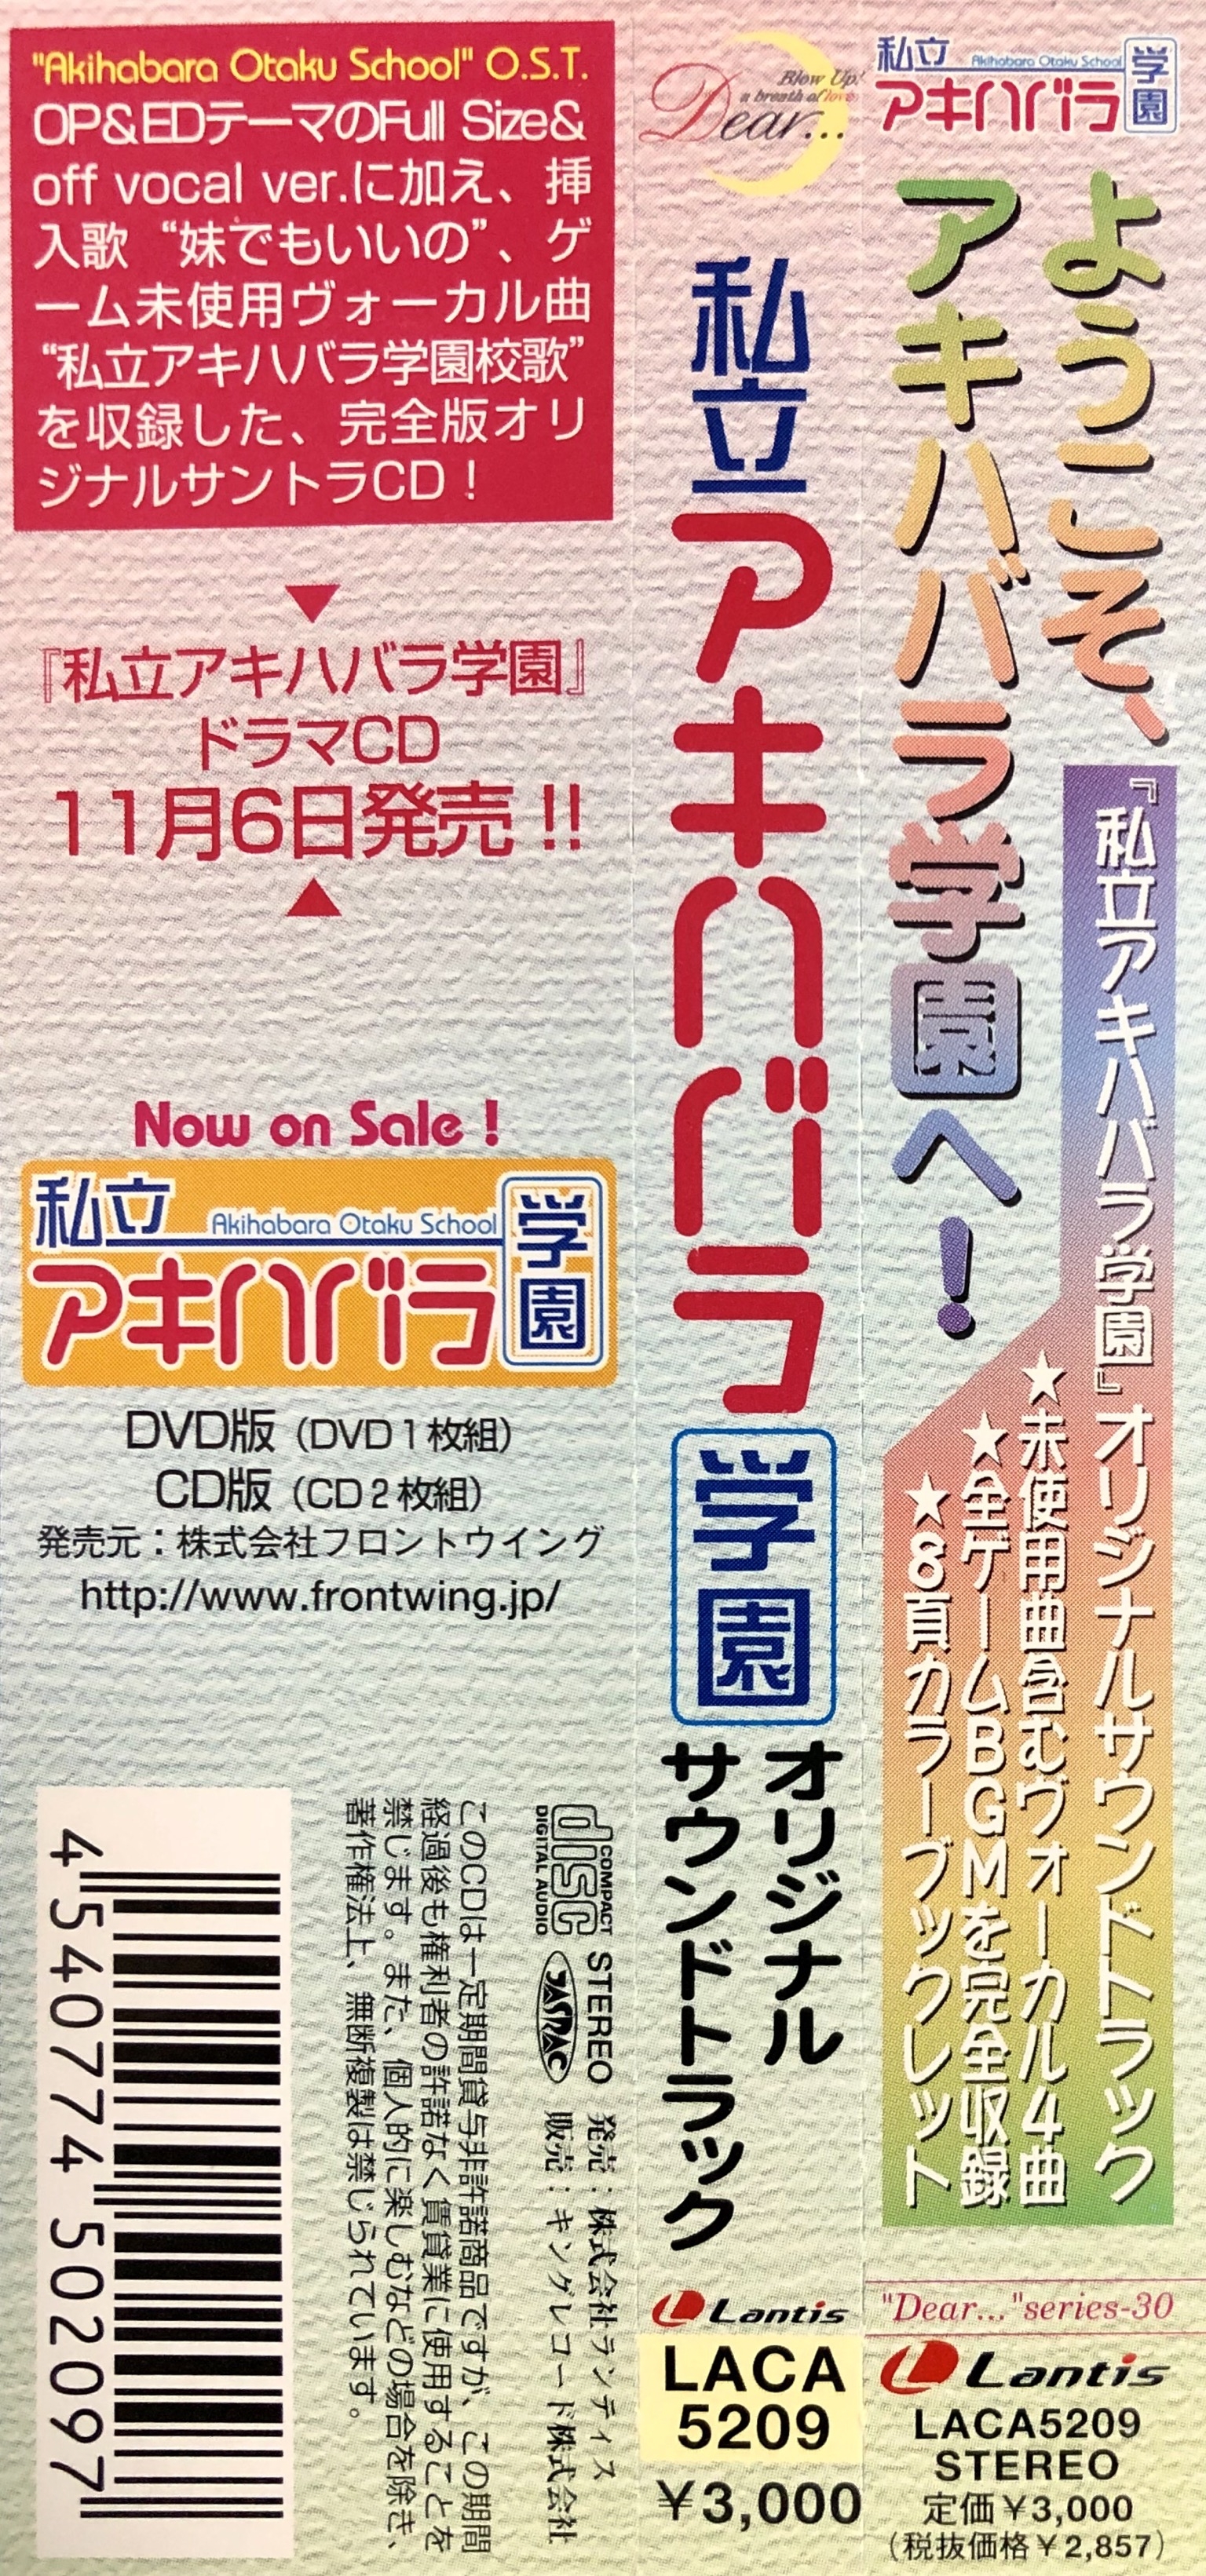 "Akihabara Otaku School" O.S.T.
OP&EDテーマのFull Size&
off vocal ver.に加え、挿
入歌 “妹でもいいの”、ゲ
ーム未使用ヴォーカル曲
“私立アキハバラ学園校歌”
を収録した、完全版オリ
ジナルサントラCD！
▼
『私立アキハバラ学園』
ドラマCD
11月6日発売!!
▲
Now on Sale !
私立
Akihabara Otaku School
アキハバラ
学園
DVD版（DVD１枚組）
CD版（CD２枚組）
発売元：株式会社フロントウイング
http://www.frontwing.jp/
COMPACT
disc
DIGITAL AUDIO
STEREO
JASRAC
発売：株式会社ランティス
販売：キングレコード株式会社
このCDは一定期間貸与非許諾商品ですが、この期間
経過後も権利者の許諾なく賃貸業に使用することを
禁じます。また、個人的に楽しむなどの場合を除き、
著作権法上、無断複製は禁じられています。
4540774502097
Blow Up!
a breath of love
Dear...
私立アキハバラ学園
オリジナル
サウンドトラック
Lantis
LACA
5209
￥3,000
私立
Akihabara Otaku School
アキハバラ
学園
ようこそ、
アキハバラ学園へ！
『私立アキハバラ学園』オリジナルサウンドトラック
★未使用曲含むヴォーカル4曲
★全ゲームBGMを完全収録
★8頁カラーブックレット
"Dear..."series-30
Lantis
LACA5209
STEREO
定価￥3,000
（税抜価格￥2,857）